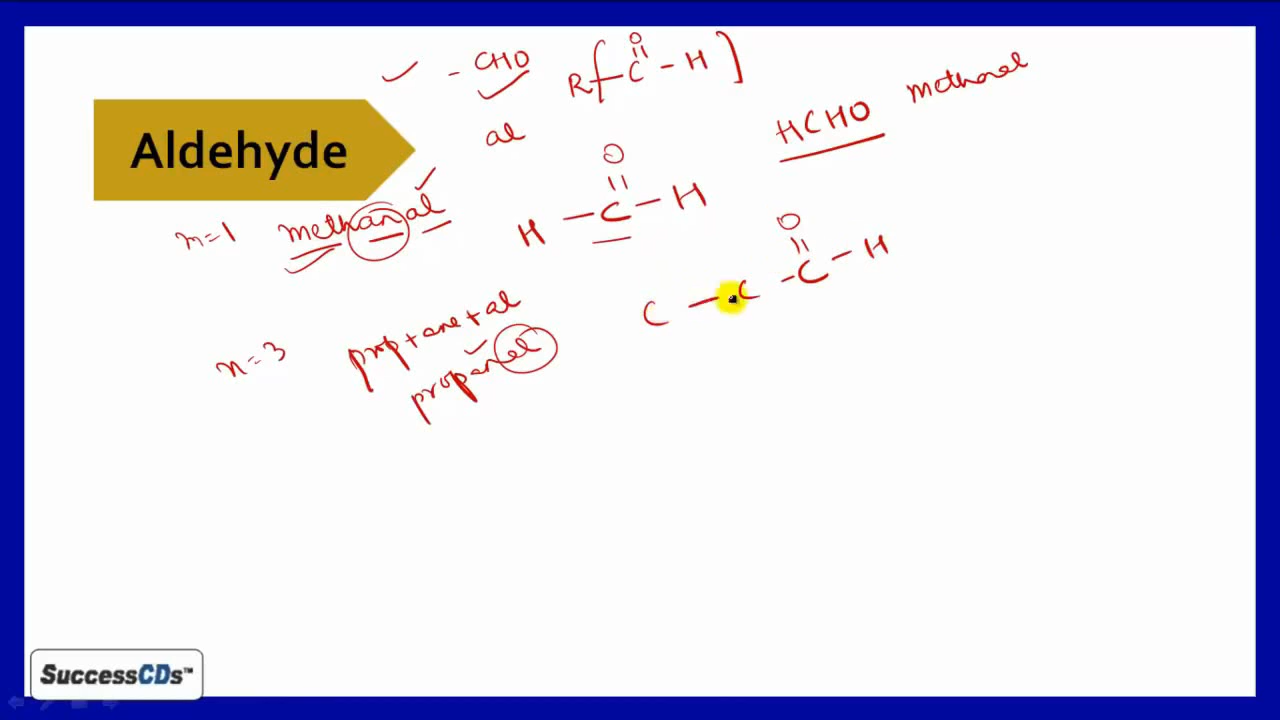 - CHO
R - C - H ]
O
||
al
HCHO
methanal
Aldehyde
n=1
methanal
O
||
H - C - H
n=3
prop+ane+al
propanal
O
||
C - C - C - H
SuccessCDs™